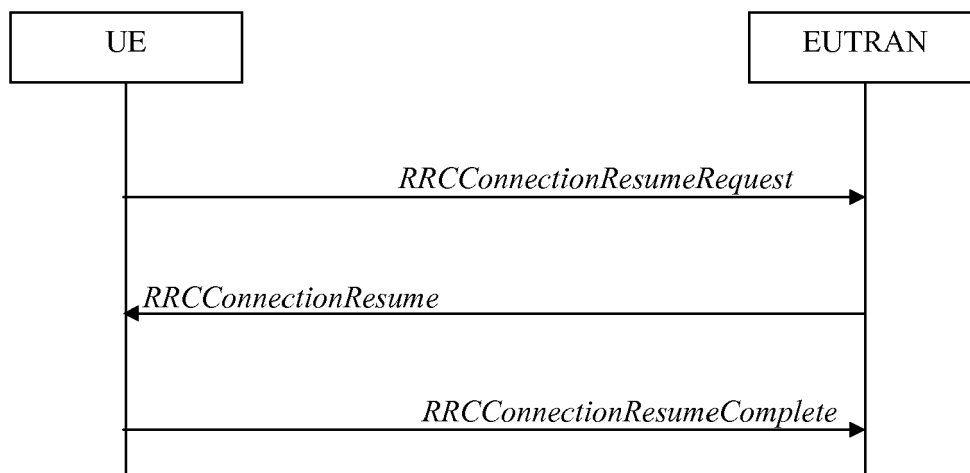 UE
EUTRAN
RRCConnectionResumeRequest
RRCConnectionResume
RRCConnectionResumeComplete